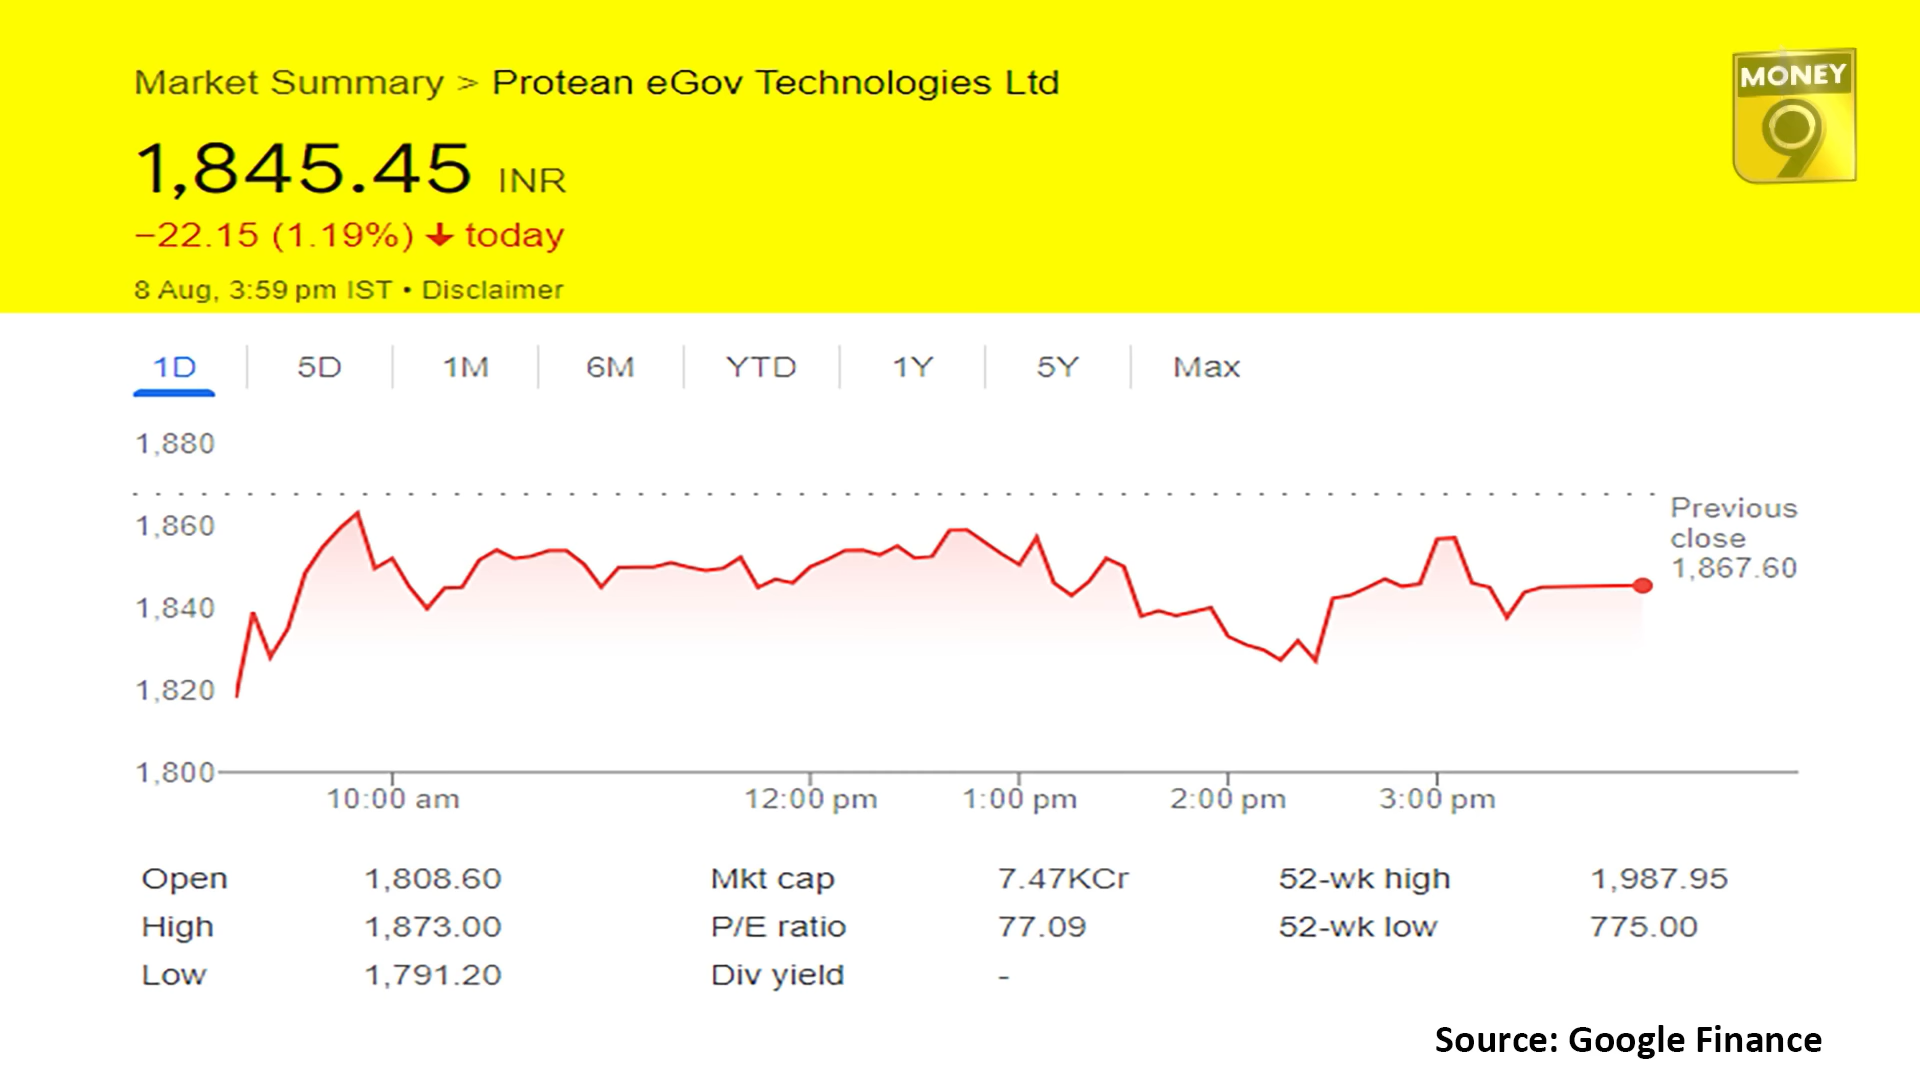 Market Summary > Protean eGov Technologies Ltd
MONEY
9
1,845.45 INR
−22.15 (1.19%) ↓ today
8 Aug, 3:59 pm IST • Disclaimer
1D 5D 1M 6M YTD 1Y 5Y Max
1,880
1,860
1,840
1,820
1,800
Previous
close
1,867.60
10:00 am 12:00 pm 1:00 pm 2:00 pm 3:00 pm
Open 1,808.60 Mkt cap 7.47KCr 52-wk high 1,987.95
High 1,873.00 P/E ratio 77.09 52-wk low 775.00
Low 1,791.20 Div yield -
Source: Google Finance